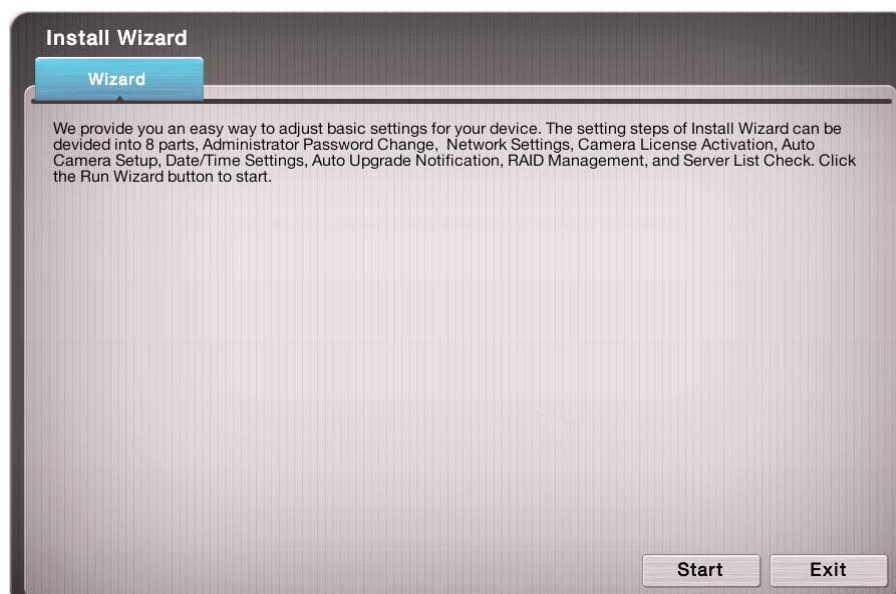 Install Wizard
Wizard
We provide you an easy way to adjust basic settings for your device. The setting steps of Install Wizard can be
devided into 8 parts, Administrator Password Change,  Network Settings, Camera License Activation, Auto
Camera Setup, Date/Time Settings, Auto Upgrade Notification, RAID Management, and Server List Check. Click
the Run Wizard button to start.
Start
Exit